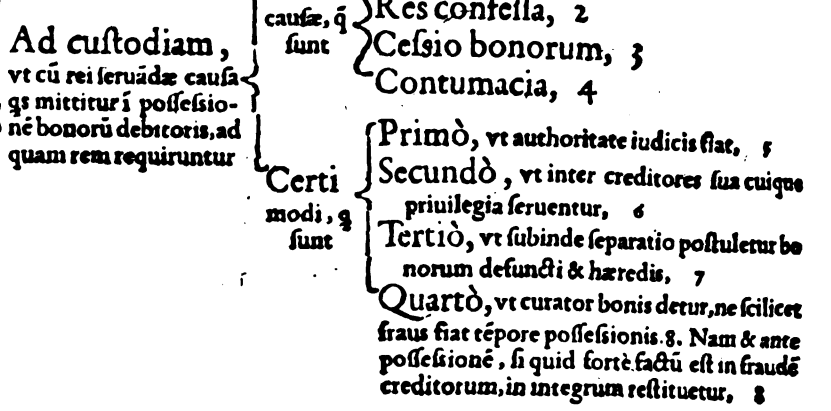 Ad cuſtodiam,
vt cū rei ſeruādæ cauſa
qs mittitur ī poſſeſsio-
nē bonorū debitoris, ad
quam rem requiruntur
cauſæ, q̄
ſunt
Res confeſſa, 2
Ceſsio bonorum, 3
Contumacia, 4
Certi
modi, q
ſunt
Primò, vt authoritate iudicis fiat, 5
Secundò, vt inter creditores ſua cuique
priuilegia ſeruentur, 6
Tertiò, vt ſubinde ſeparatio poſtuletur bo
norum defuncti & hæredis, 7
Quartò, vt curator bonis detur, ne ſcilicet
fraus fiat tēpore poſſeſsionis. 8. Nam & ante
poſſeſsionē, ſi quid fortè factū eſt in fraudē
creditorum, in integrum reſtituetur, 8